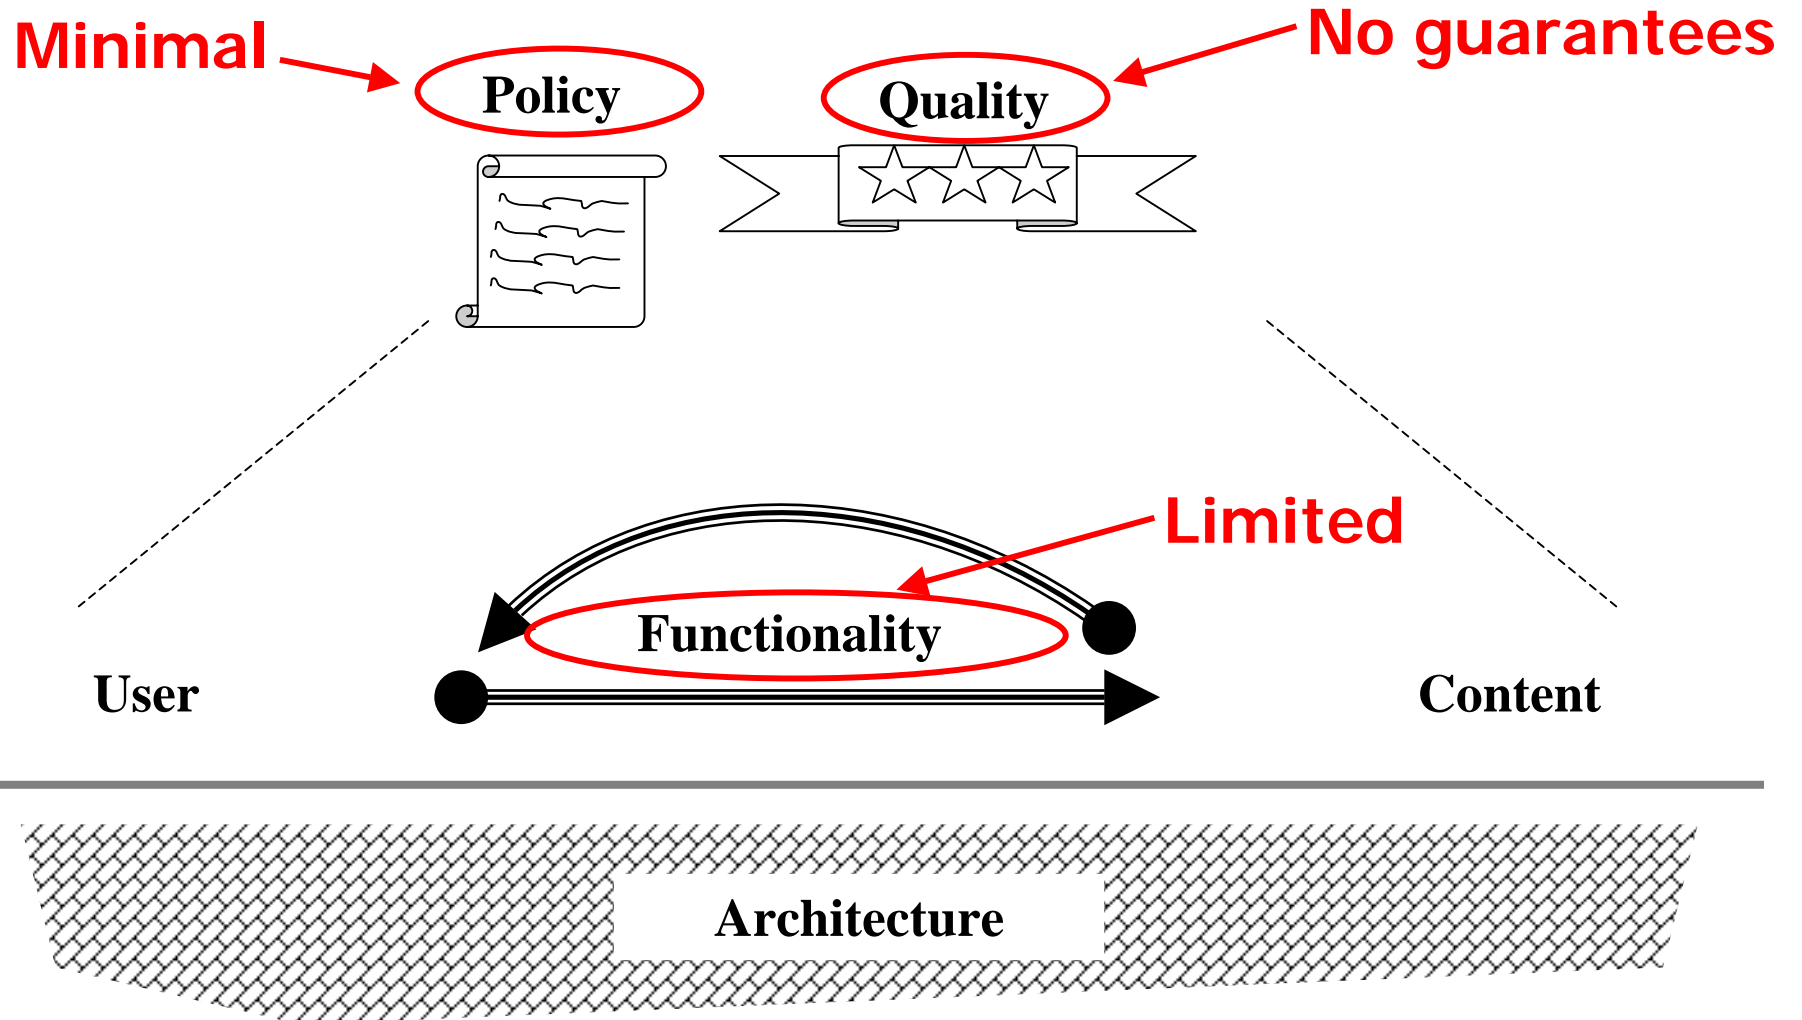 Minimal
No guarantees
Policy
Quality
Limited
Functionality
User
Content
Architecture